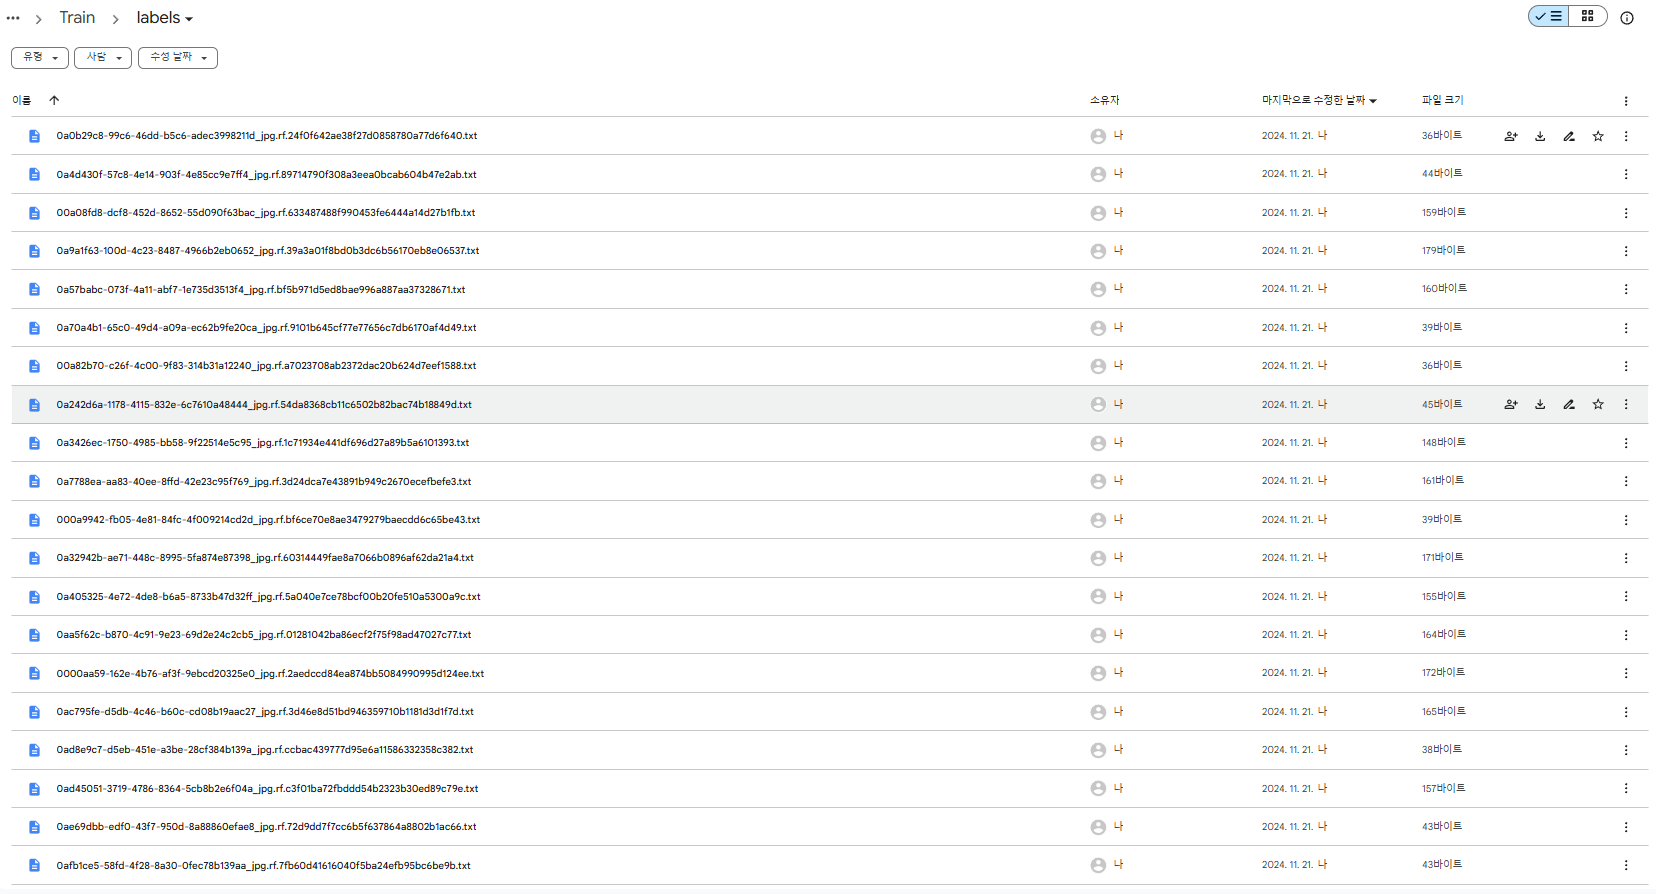 Train labels
유형 사람 수정 날짜
이름 소유자 마지막으로 수정한 날짜 파일 크기
0a0b29c8-99c6-46dd-b5c6-adec3998211d_jpg.rf.24f0f642ae38f27d0858780a77d6f640.txt 나 2024. 11. 21. 나 36바이트
0a4d430f-57c8-4e14-903f-4e85cc9e7ff4_jpg.rf.89714790f308a3eea0bcab604b47e2ab.txt 나 2024. 11. 21. 나 44바이트
00a08fd8-dcf8-452d-8652-55d090f63bac_jpg.rf.633487488f990453fe6444a14d27b1fb.txt 나 2024. 11. 21. 나 159바이트
0a9a1f63-100d-4c23-8487-4966b2eb0652_jpg.rf.39a3a01f8bd0b3dc6b56170eb8e06537.txt 나 2024. 11. 21. 나 179바이트
0a57babc-073f-4a11-abf7-1e735d3513f4_jpg.rf.bf5b971d5ed8bae996a887aa37328671.txt 나 2024. 11. 21. 나 160바이트
0a70a4b1-65c0-49d4-a09a-ec62b9fe20ca_jpg.rf.9101b645cf77e77656c7db6170af4d49.txt 나 2024. 11. 21. 나 39바이트
00a82b70-c26f-4c00-9f83-314b31a12240_jpg.rf.a7023708ab2372dac20b624d7eef1588.txt 나 2024. 11. 21. 나 36바이트
0a242d6a-1178-4115-832e-6c7610a48444_jpg.rf.54da8368cb11c6502b82bac74b18849d.txt 나 2024. 11. 21. 나 45바이트
0a3426ec-1750-4985-bb58-9f22514e5c95_jpg.rf.1c71934e441df696d27a89b5a6101393.txt 나 2024. 11. 21. 나 148바이트
0a7788ea-aa83-40ee-8ffd-42e23c95f769_jpg.rf.3d24dca7e43891b949c2670ecefbefe3.txt 나 2024. 11. 21. 나 161바이트
000a9942-fb05-4e81-84fc-4f009214cd2d_jpg.rf.bf6ce70e8ae3479279baecdd6c65be43.txt 나 2024. 11. 21. 나 39바이트
0a32942b-ae71-448c-8995-5fa874e87398_jpg.rf.60314449fae8a7066b0896af62da21a4.txt 나 2024. 11. 21. 나 171바이트
0a405325-4e72-4de8-b6a5-8733b47d32ff_jpg.rf.5a040e7ce78bcf00b20fe510a5300a9c.txt 나 2024. 11. 21. 나 155바이트
0aa5f62c-b870-4c91-9e23-69d2e24c2cb5_jpg.rf.01281042ba86ecf2f75f98ad47027c77.txt 나 2024. 11. 21. 나 164바이트
0000aa59-162e-4b76-af3f-9ebcd20325e0_jpg.rf.2aedccd84ea874bb5084990995d124ee.txt 나 2024. 11. 21. 나 172바이트
0ac795fe-d5db-4c46-b60c-cd08b19aac27_jpg.rf.3d46e8d51bd946359710b1181d3d1f7d.txt 나 2024. 11. 21. 나 165바이트
0ad8e9c7-d5eb-451e-a3be-28cf384b139a_jpg.rf.ccbac439777d95e6a11586332358c382.txt 나 2024. 11. 21. 나 38바이트
0ad45051-3719-4786-8364-5cb8b2e6f04a_jpg.rf.c3f01ba72fbddd54b2323b30ed89c79e.txt 나 2024. 11. 21. 나 157바이트
0ae69dbb-edf0-43f7-950d-8a88860efae8_jpg.rf.72d9dd7f7cc6b5f637864a8802b1ac66.txt 나 2024. 11. 21. 나 43바이트
0afb1ce5-58fd-4f28-8a30-0fec78b139aa_jpg.rf.7fb60d41616040f5ba24efb95bc6be9b.txt 나 2024. 11. 21. 나 43바이트